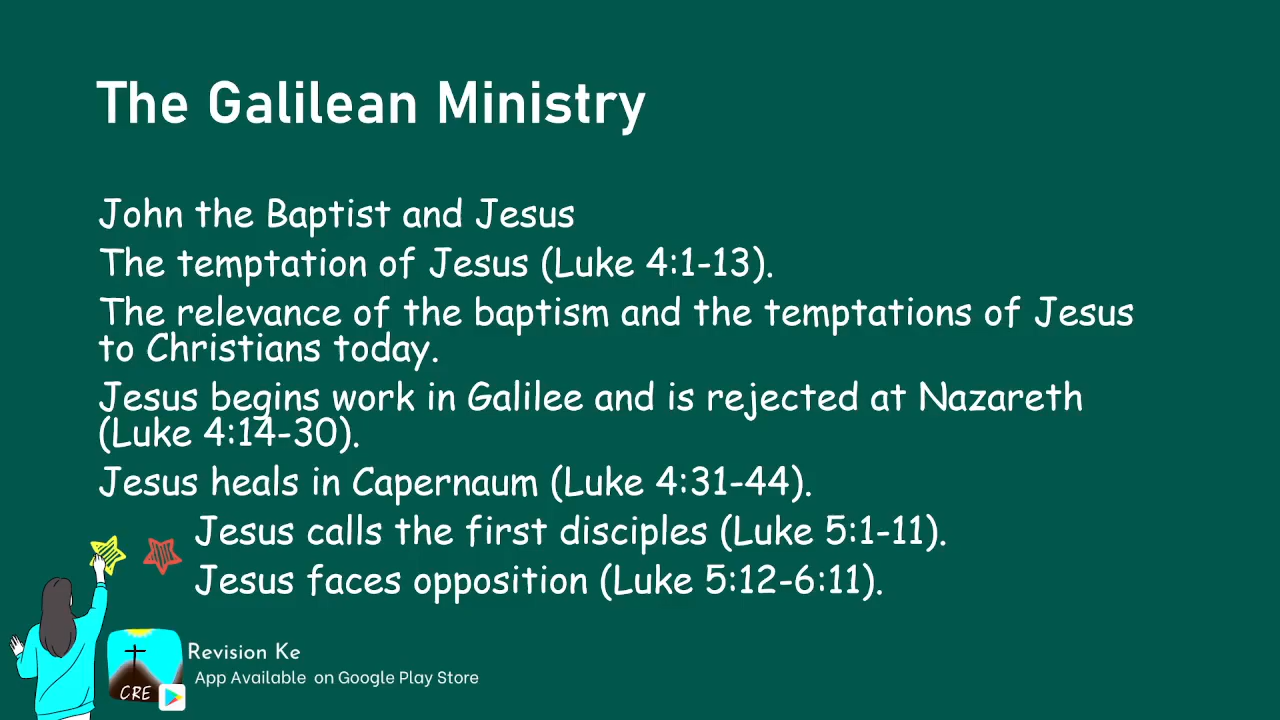 The Galilean Ministry
John the Baptist and Jesus
The temptation of Jesus (Luke 4:1-13).
The relevance of the baptism and the temptations of Jesus
to Christians today.
Jesus begins work in Galilee and is rejected at Nazareth
(Luke 4:14-30).
Jesus heals in Capernaum (Luke 4:31-44).
Jesus calls the first disciples (Luke 5:1-11).
Jesus faces opposition (Luke 5:12-6:11).
Revision Ke
App Available on Google Play Store
CRE